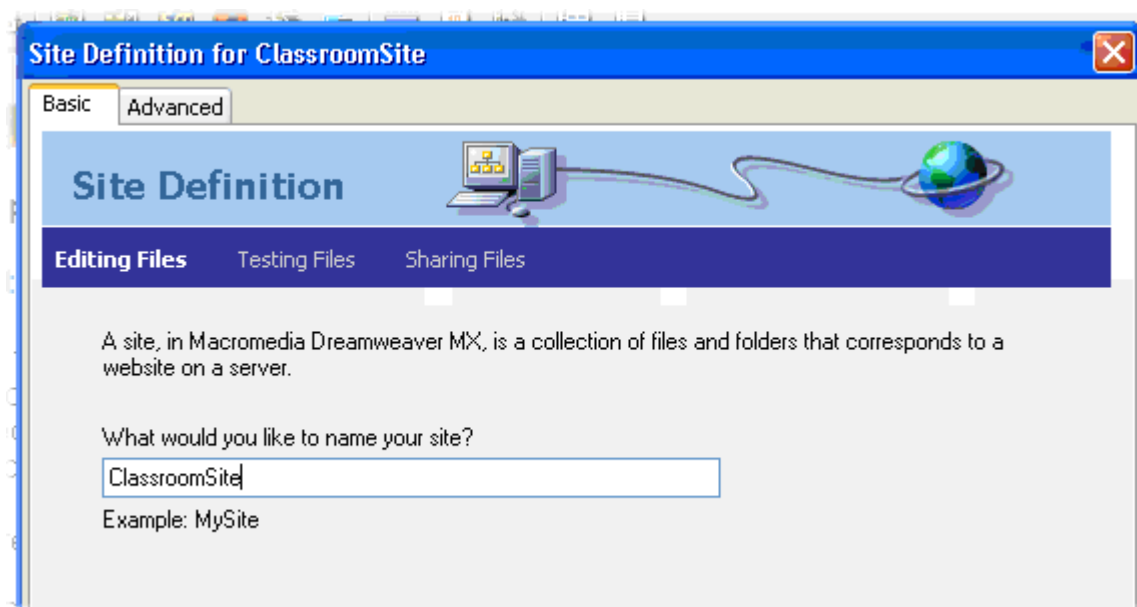 Site Definition for ClassroomSite
Basic Advanced
Site Definition
Editing Files Testing Files Sharing Files
A site, in Macromedia Dreamweaver MX, is a collection of files and folders that corresponds to a
website on a server.
What would you like to name your site?
ClassroomSite
Example: MySite